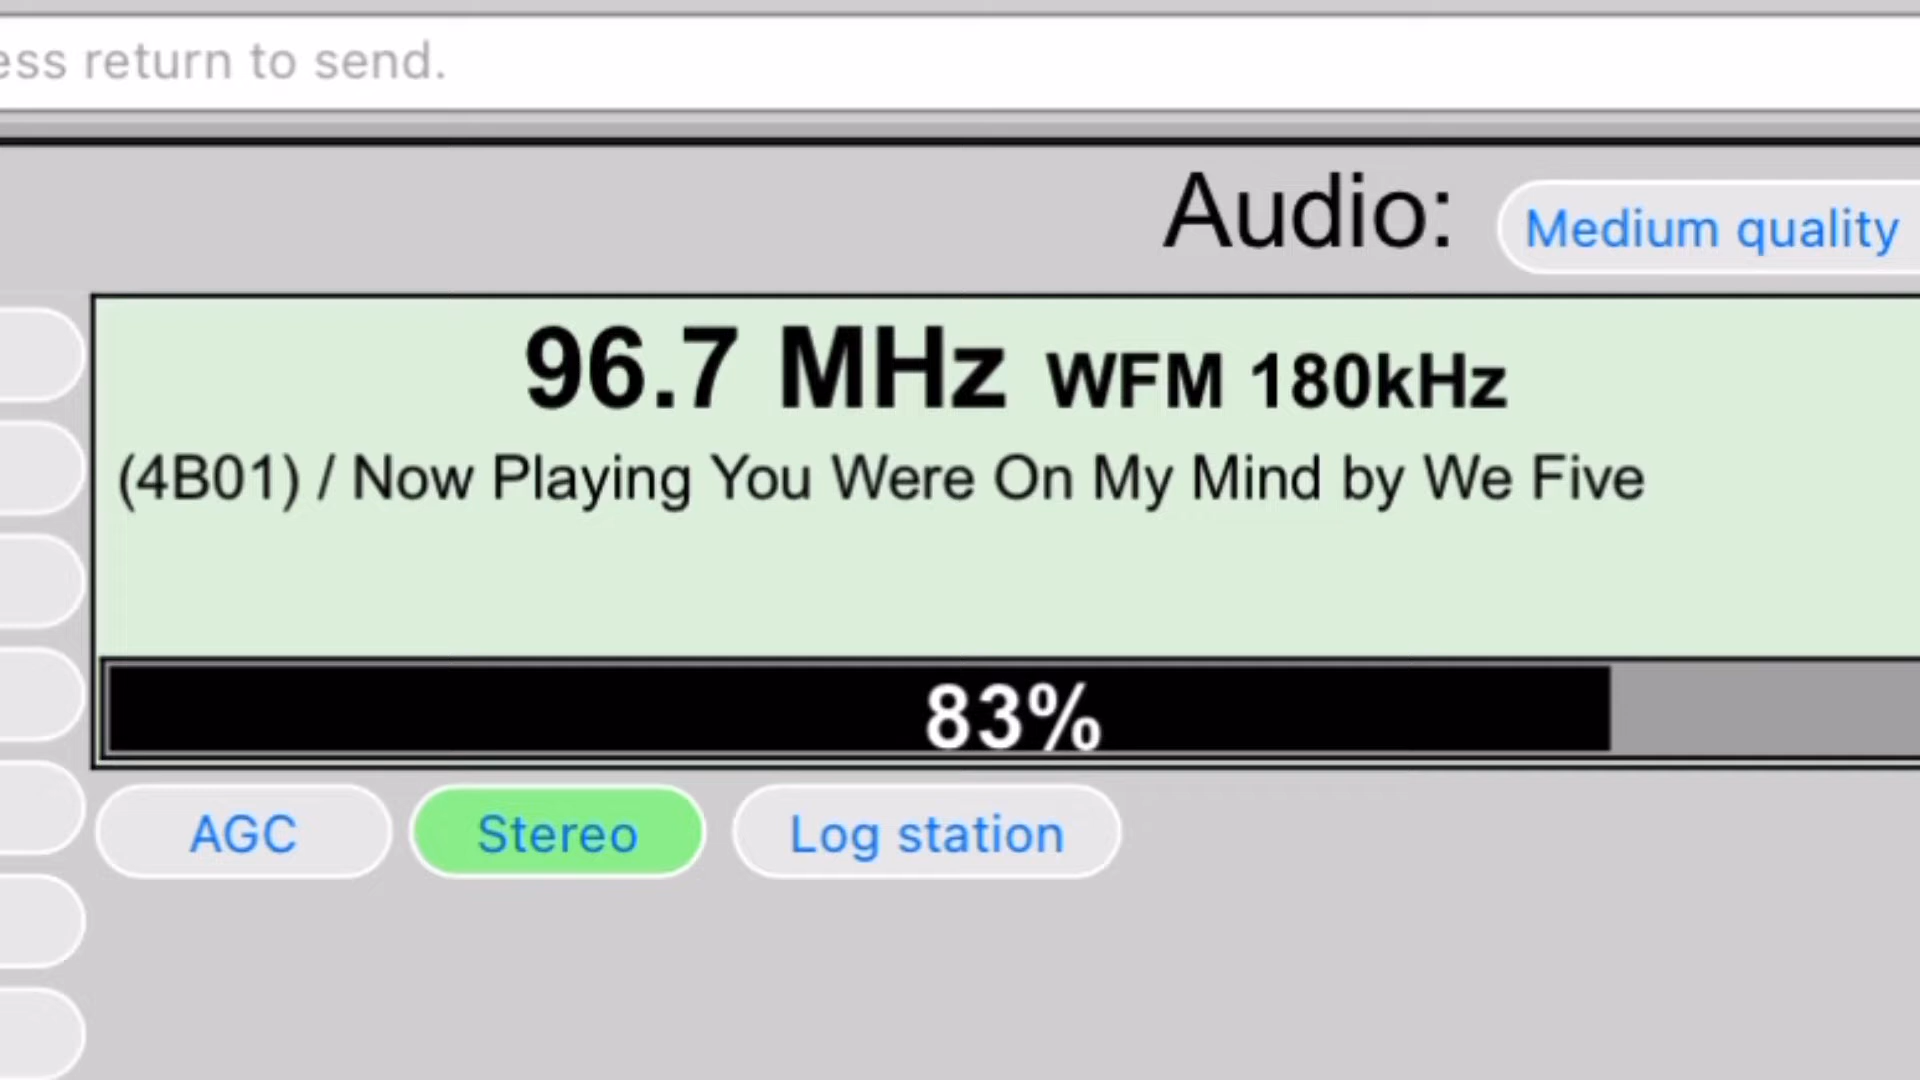 ess return to send.
Audio: Medium quality
96.7 MHz WFM 180kHz
(4B01) / Now Playing You Were On My Mind by We Five
83%
AGC Stereo Log station